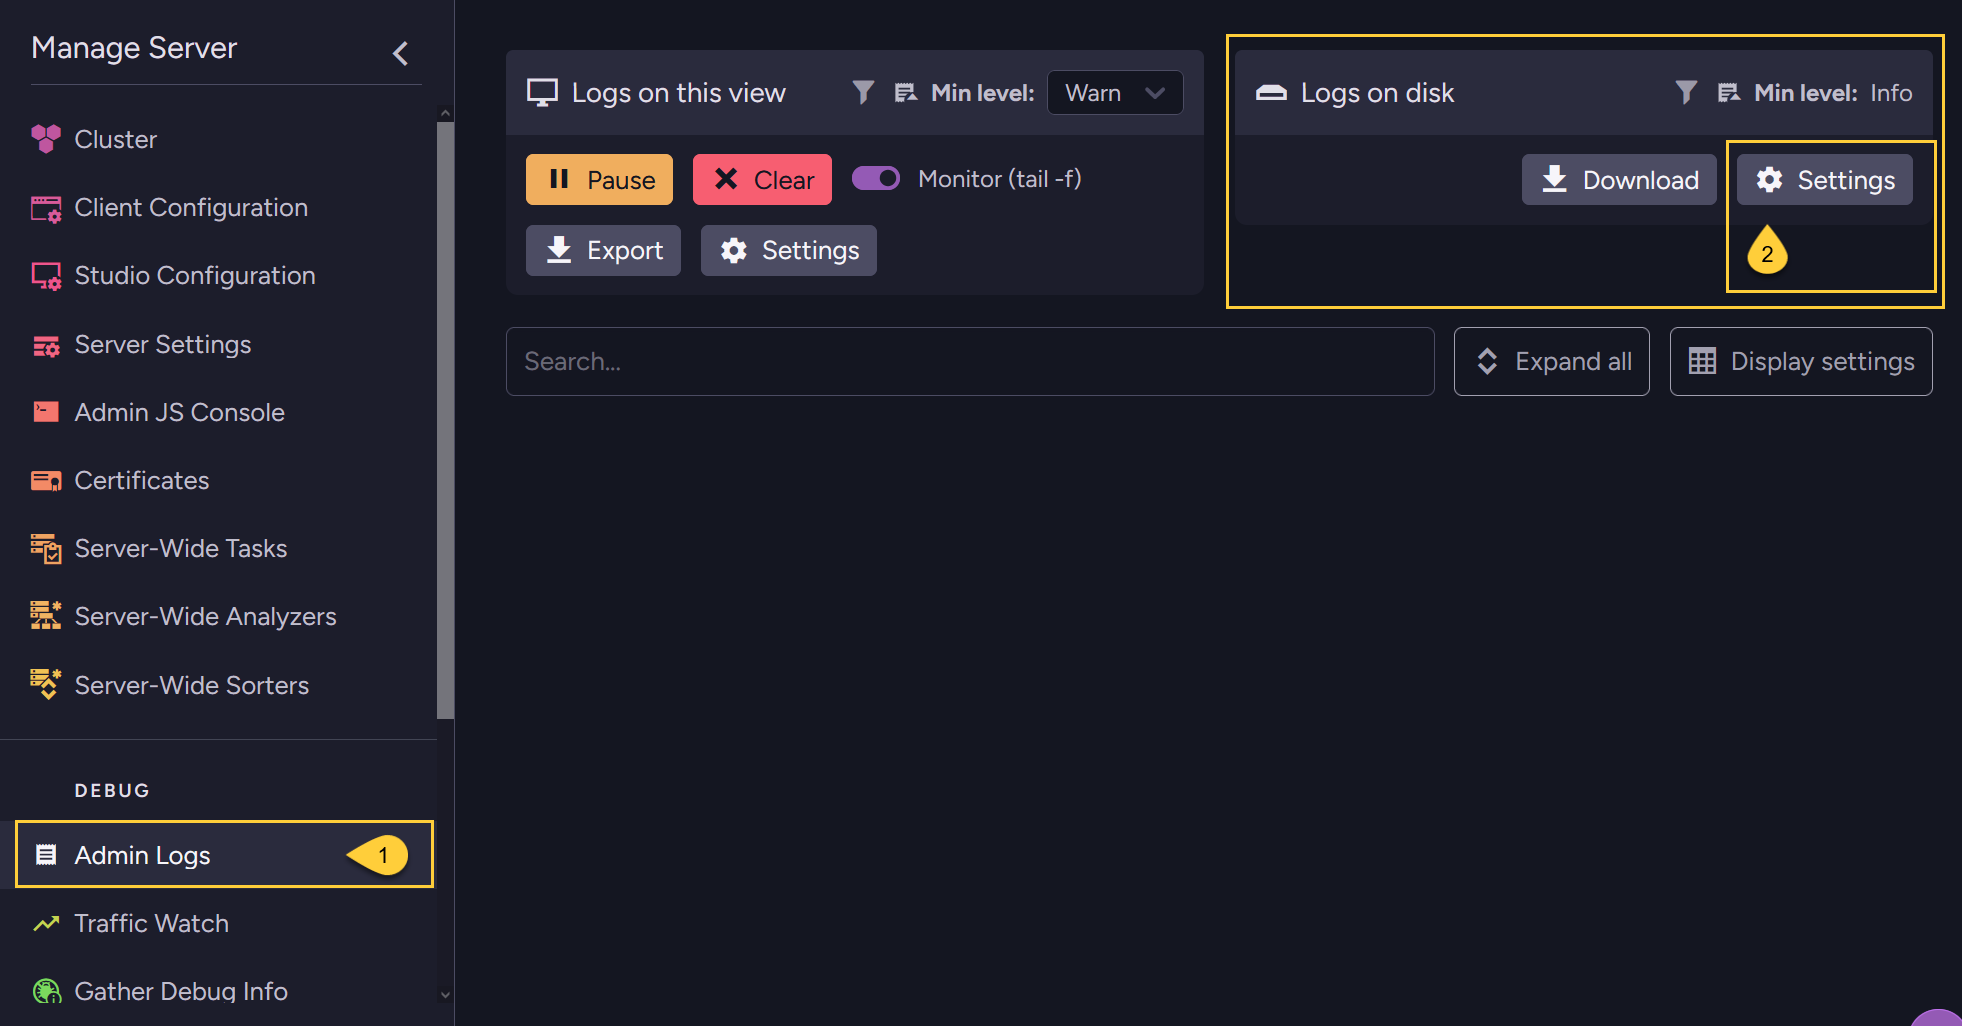 Manage Server
Cluster
Client Configuration
Studio Configuration
Server Settings
Admin JS Console
Certificates
Server-Wide Tasks
Server-Wide Analyzers
Server-Wide Sorters
DEBUG
Admin Logs
1
Traffic Watch
Gather Debug Info
Logs on this view
Min level: Warn
Pause
Clear
Monitor (tail -f)
Export
Settings
Logs on disk
Min level: Info
Download
Settings
2
Search...
Expand all
Display settings